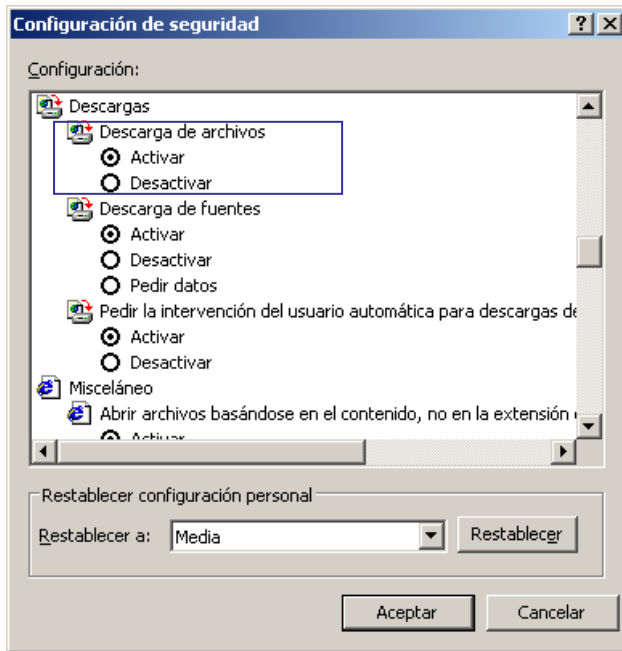 Configuración de seguridad
Configuración:
Descargas
Descarga de archivos
Activar
Desactivar
Descarga de fuentes
Activar
Desactivar
Pedir datos
Pedir la intervención del usuario automática para descargas de
Activar
Desactivar
Misceláneo
Abrir archivos basándose en el contenido, no en la extensión
Activar
Restablecer configuración personal
Restablecer a:
Media
Restablecer
Aceptar
Cancelar